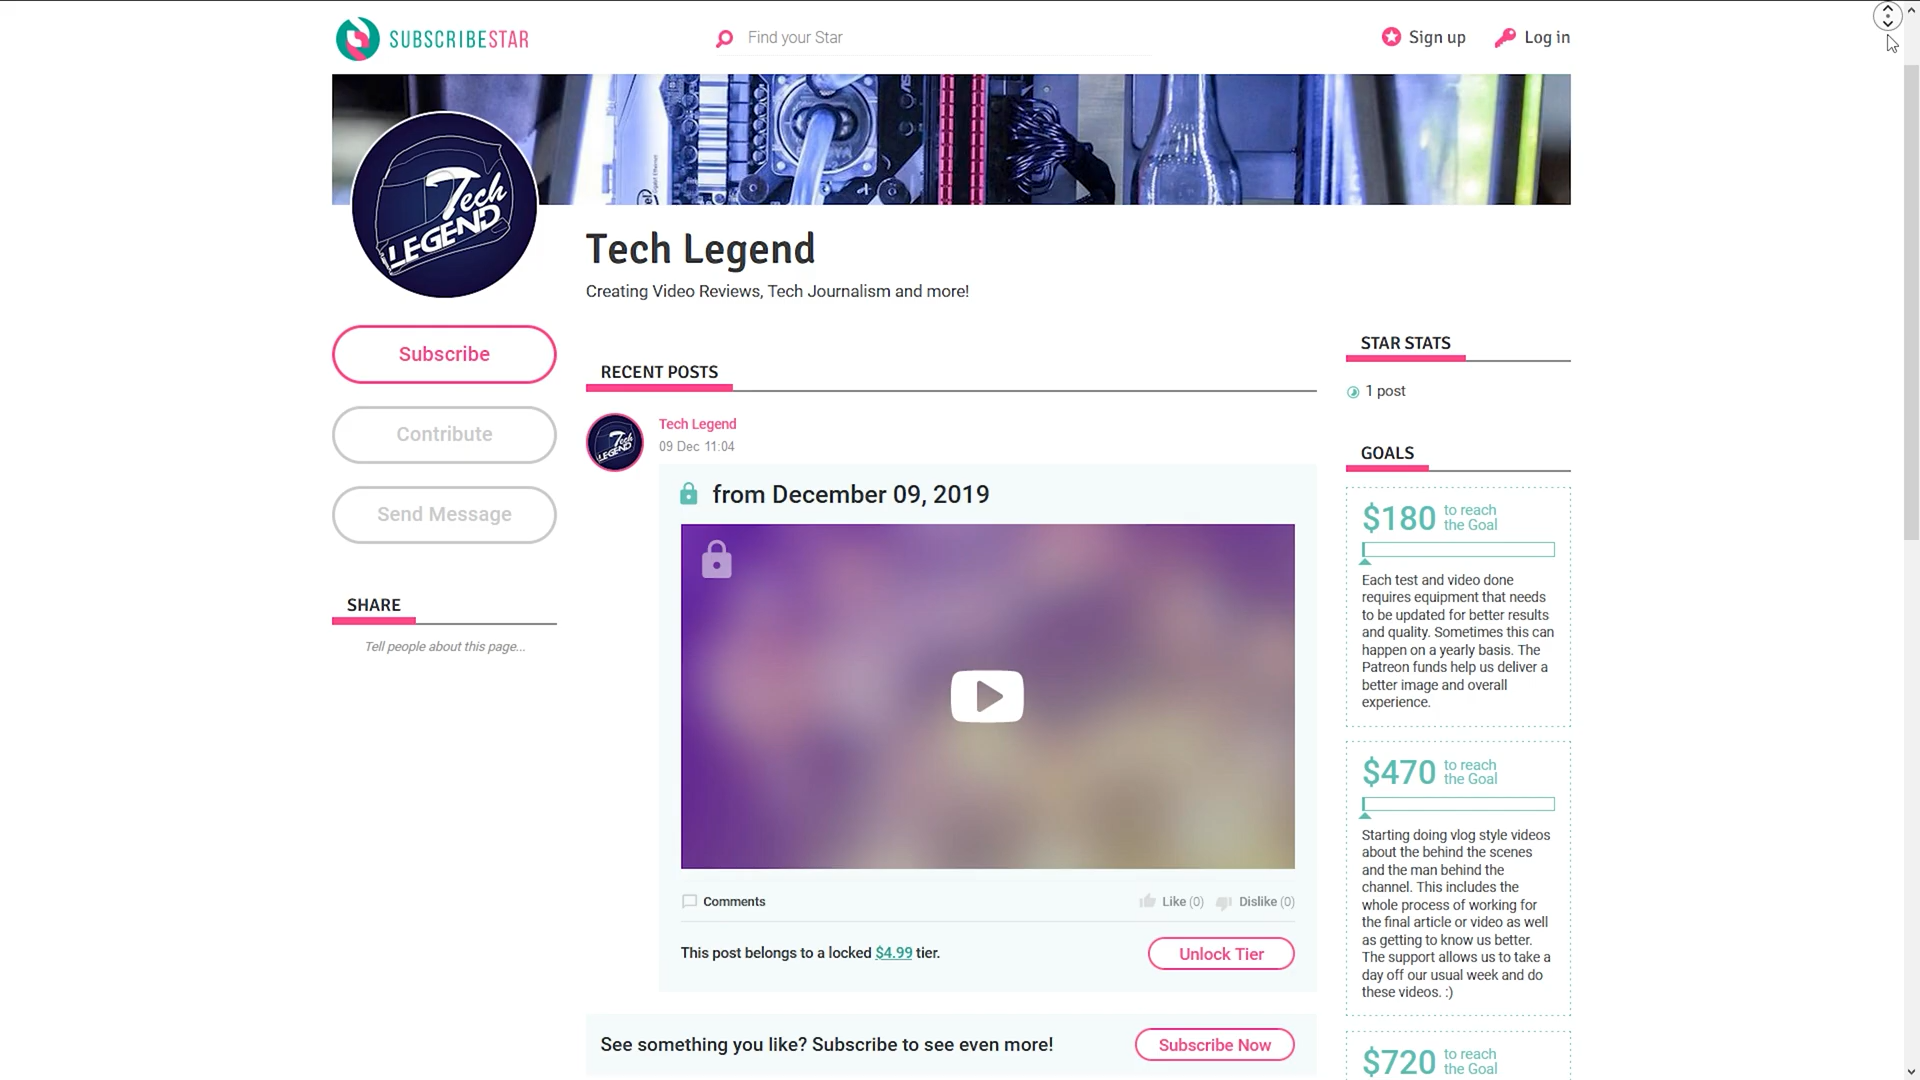 SUBSCRIBESTAR
Find your Star
Sign up
Log in
Tech
LEGEND
Tech Legend
Creating Video Reviews, Tech Journalism and more!
Subscribe
Contribute
Send Message
SHARE
Tell people about this page...
RECENT POSTS
Tech
LEGEND
Tech Legend
09 Dec 11:04
from December 09, 2019
Comments
Like (0)
Dislike (0)
This post belongs to a locked $4.99 tier.
Unlock Tier
See something you like? Subscribe to see even more!
Subscribe Now
STAR STATS
1 post
GOALS
$180 to reach
the Goal
Each test and video done
requires equipment that needs
to be updated for better results
and quality. Sometimes this can
happen on a yearly basis. The
Patreon funds help us deliver a
better image and overall
experience.
$470 to reach
the Goal
Starting doing vlog style videos
about the behind the scenes
and the man behind the
channel. This includes the
whole process of working for
the final article or video as well
as getting to know us better.
The support allows us to take a
day off our usual week and do
these videos. :)
$720 to reach
the Goal